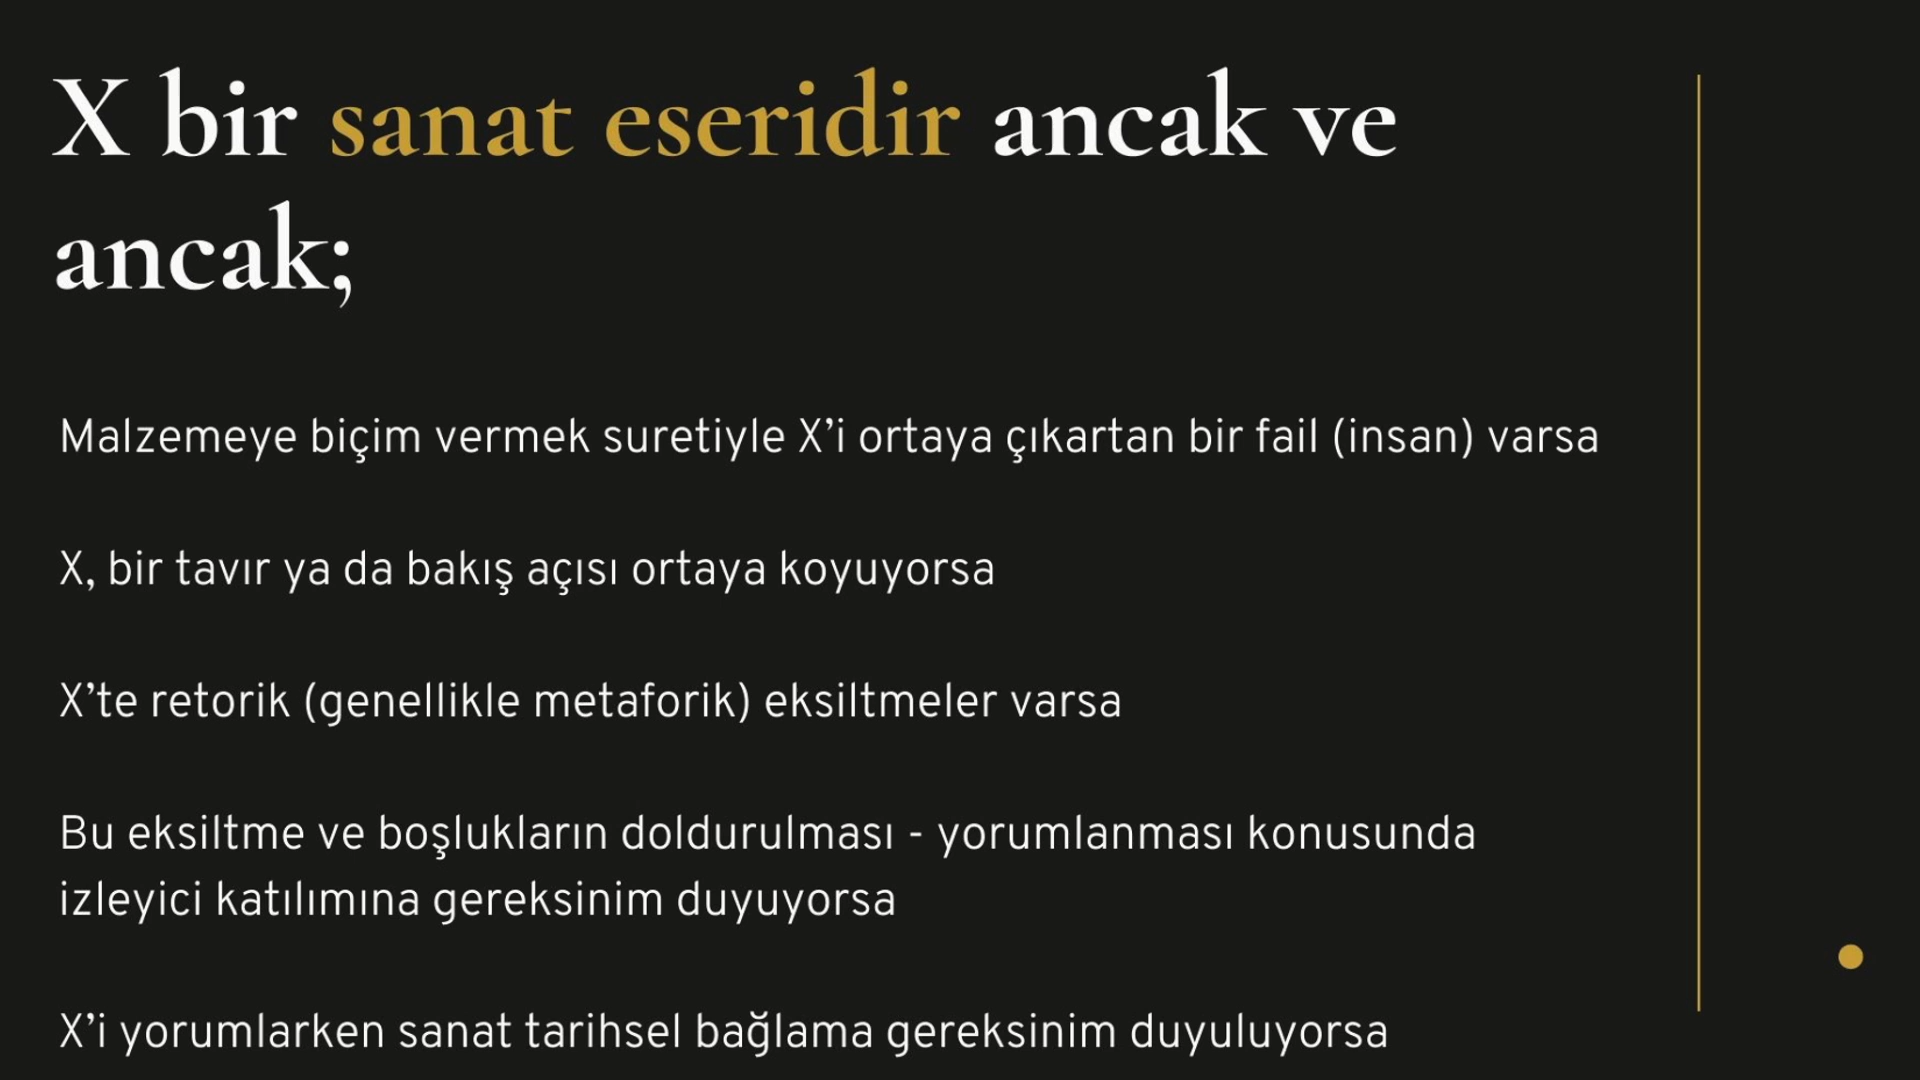 X bir sanat eseridir ancak ve
ancak;
Malzemeye biçim vermek suretiyle X’i ortaya çıkartan bir fail (insan) varsa
X, bir tavır ya da bakış açısı ortaya koyuyorsa
X’te retorik (genellikle metaforik) eksiltmeler varsa
Bu eksiltme ve boşlukların doldurulması - yorumlanması konusunda
izleyici katılımına gereksinim duyuyorsa
X’i yorumlarken sanat tarihsel bağlama gereksinim duyuluyorsa